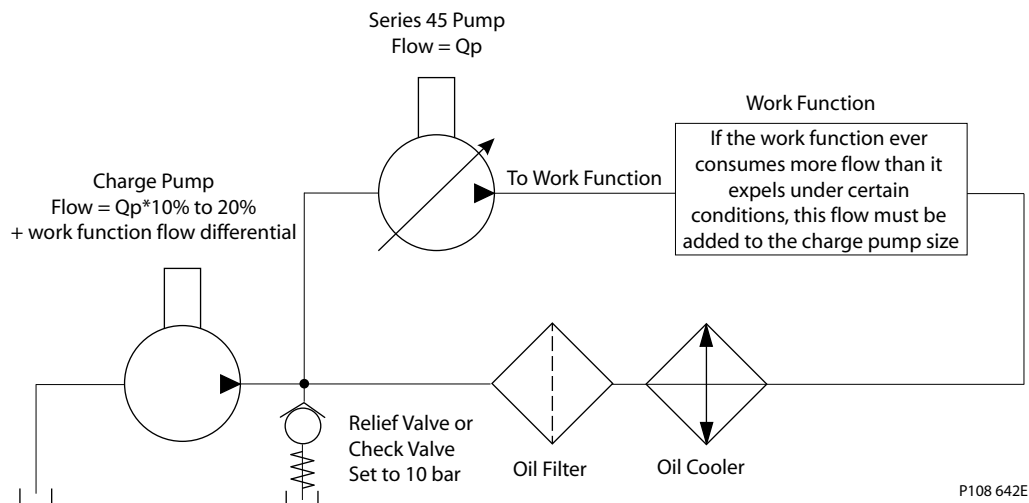 Series 45 Pump
Flow = Qp
Work Function
If the work function ever
consumes more flow than it
expels under certain
conditions, this flow must be
added to the charge pump size
To Work Function
Charge Pump
Flow = Qp*10% to 20%
+ work function flow differential
Relief Valve or
Check Valve
Set to 10 bar
Oil Filter
Oil Cooler
P108 642E